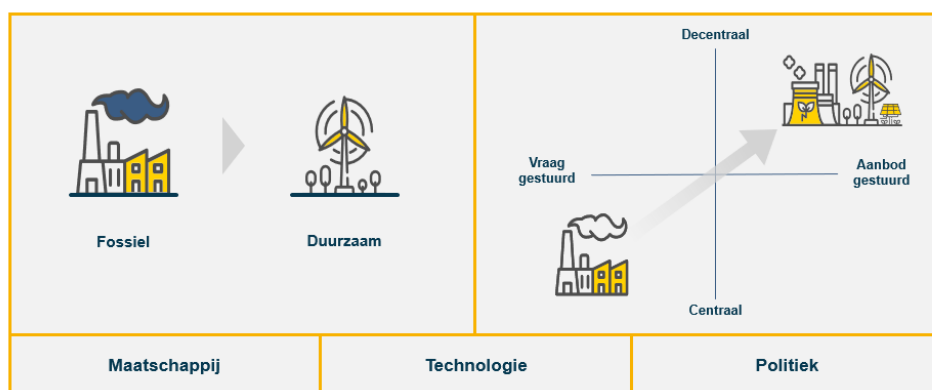 Fossiel
Duurzaam
Decentraal
Vraag
gestuurd
Aanbod
gestuurd
Centraal
Maatschappij
Technologie
Politiek